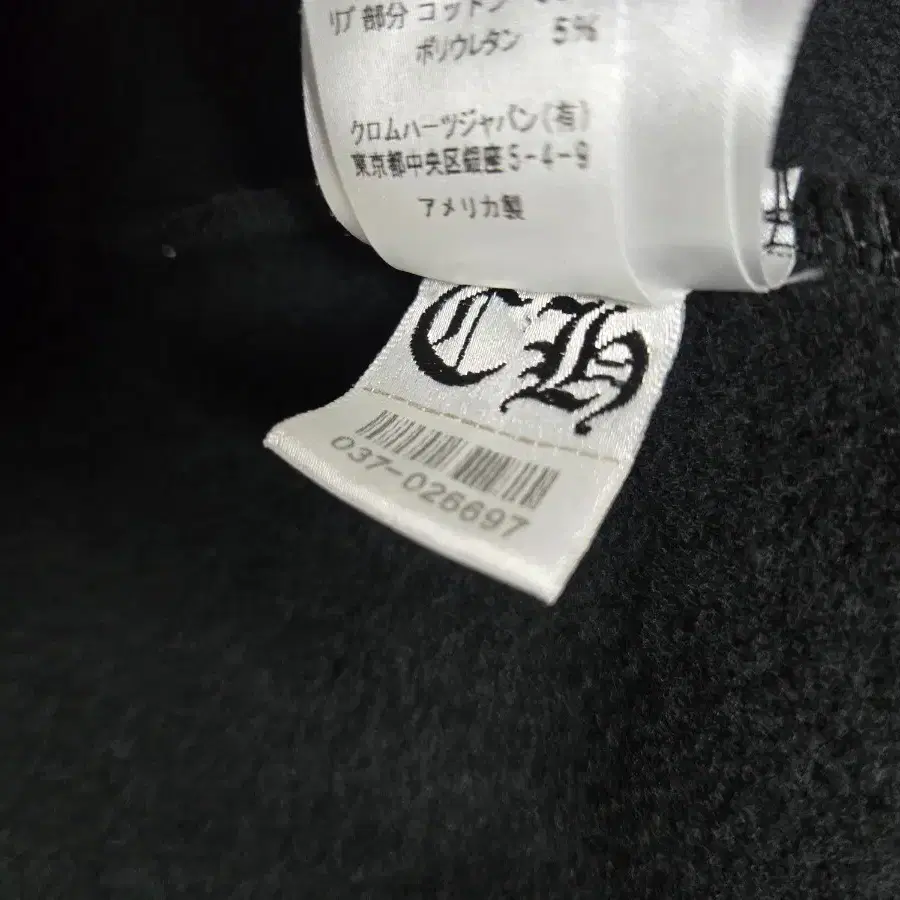 リブ部分 コットン
ポリウレタン 5%
クロムハーツジャパン(有)
東京都中央区銀座5-4-9
アメリカ製
CH
037-026697